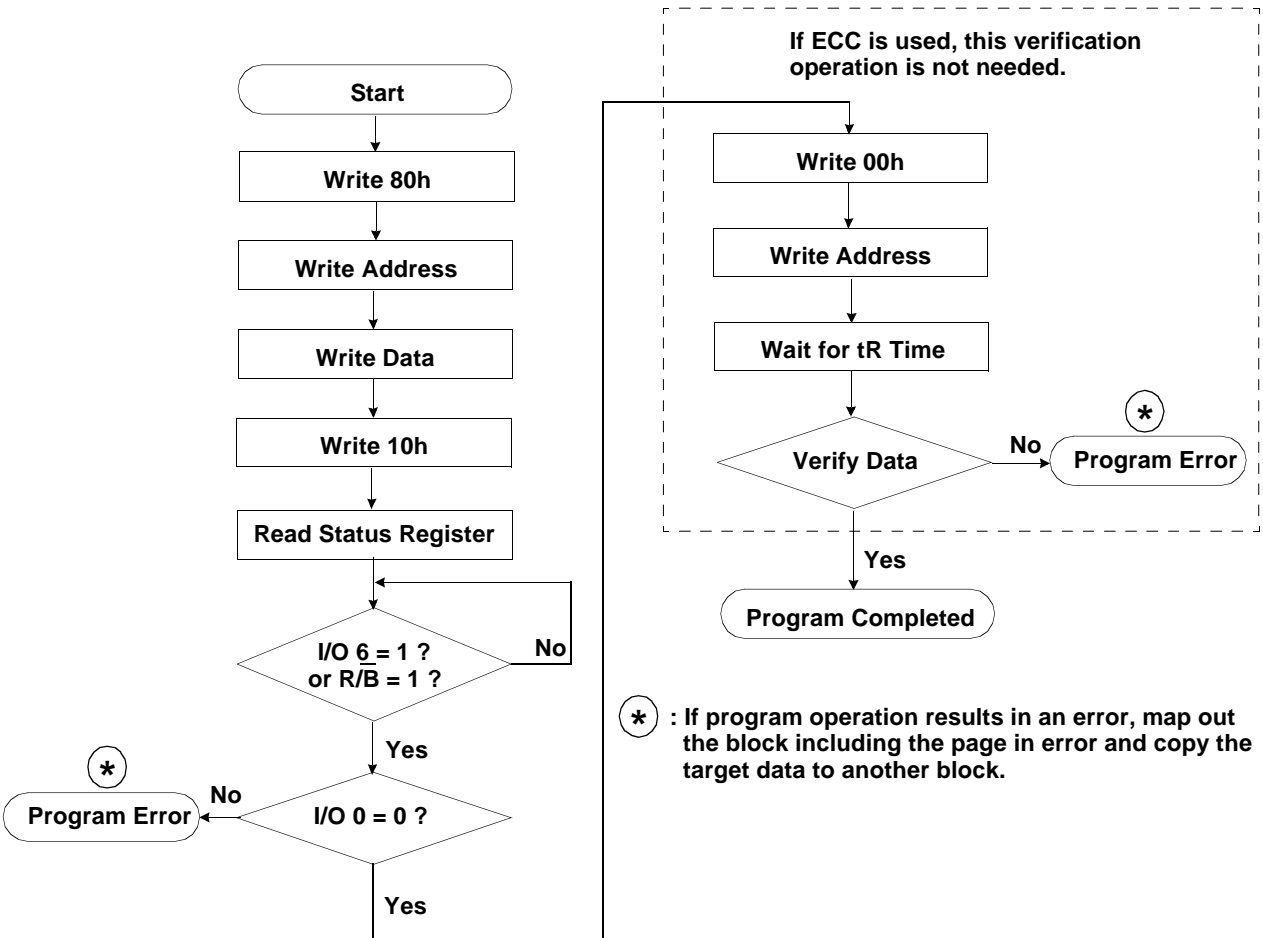 Start
Write 80h
Write Address
Write Data
Write 10h
Read Status Register
I/O 6 = 1 ?
or R/B̅ = 1 ?
No
Yes
*
No
Program Error
I/O 0 = 0 ?
Yes
If ECC is used, this verification
operation is not needed.
Write 00h
Write Address
Wait for tR Time
*
Verify Data
No
Program Error
Yes
Program Completed
* : If program operation results in an error, map out
the block including the page in error and copy the
target data to another block.